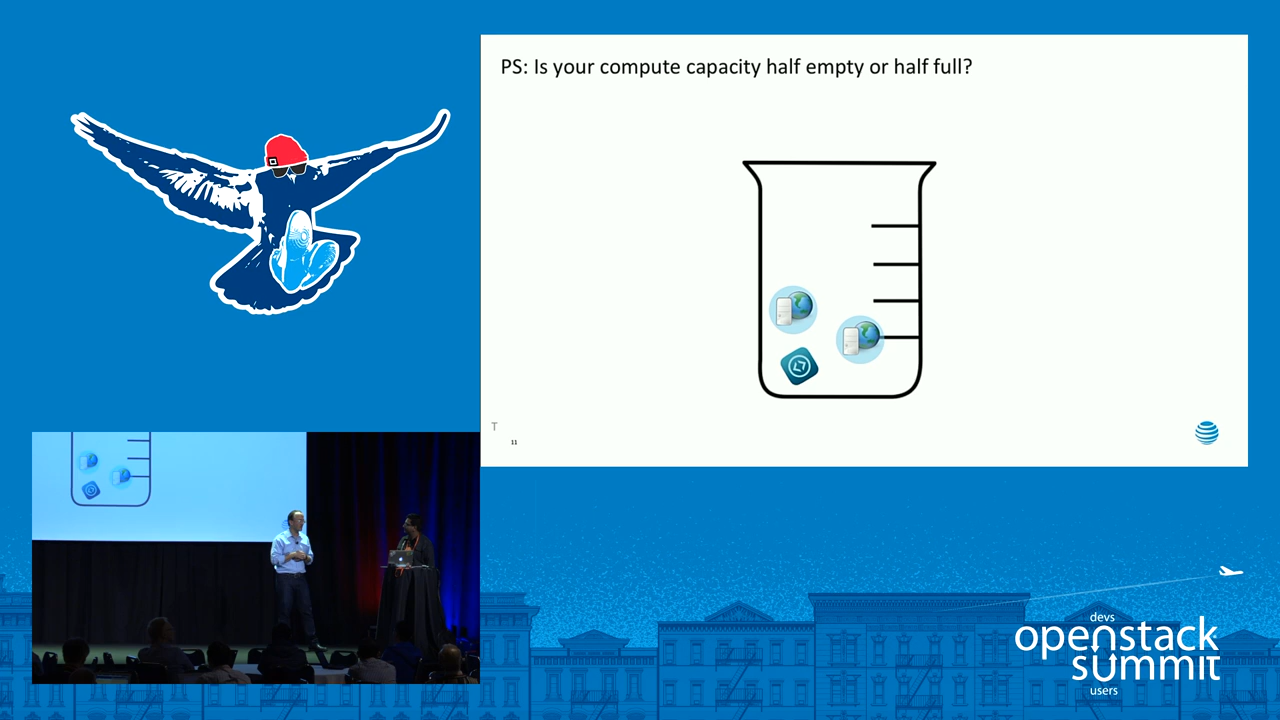 PS: Is your compute capacity half empty or half full?
T
11
devs
openstack
summit
users